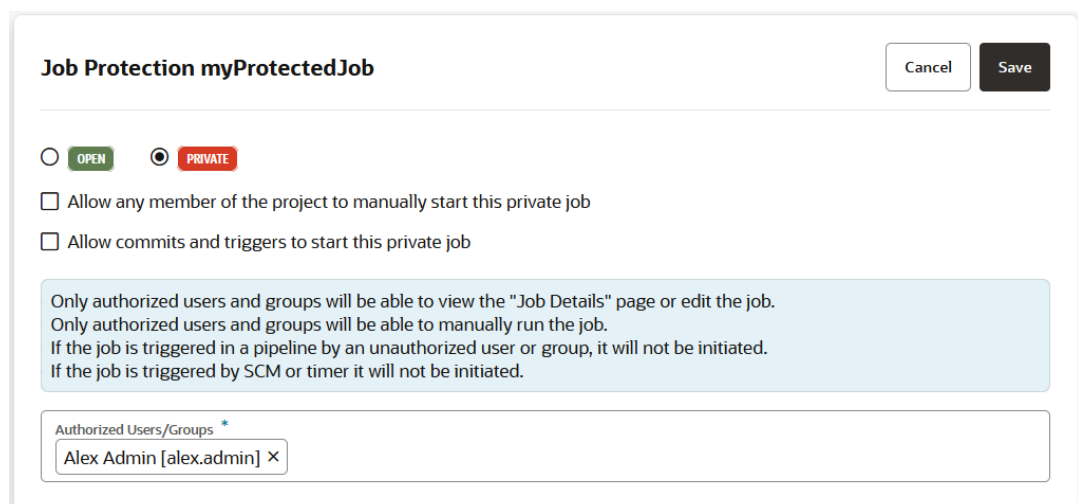 Job Protection myProtectedJob
Cancel
Save
OPEN
PRIVATE
Allow any member of the project to manually start this private job
Allow commits and triggers to start this private job
Only authorized users and groups will be able to view the "Job Details" page or edit the job.
Only authorized users and groups will be able to manually run the job.
If the job is triggered in a pipeline by an unauthorized user or group, it will not be initiated.
If the job is triggered by SCM or timer it will not be initiated.
Authorized Users/Groups *
Alex Admin [alex.admin] ×